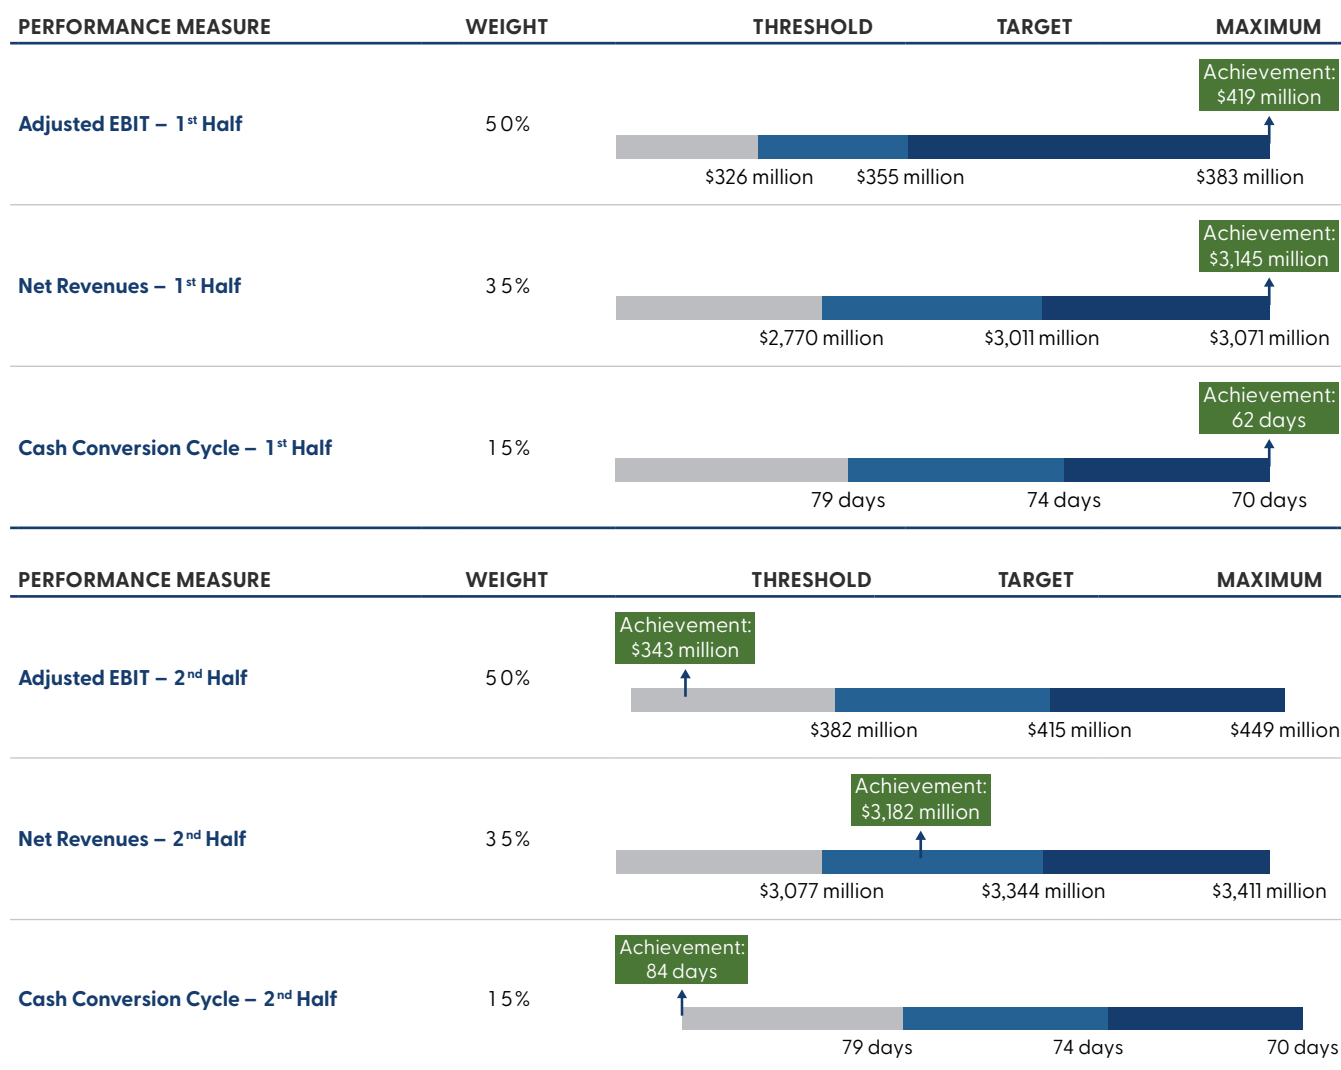 PERFORMANCE MEASURE WEIGHT THRESHOLD TARGET MAXIMUM
Achievement:
$419 million
Adjusted EBIT – 1st Half 50%
$326 million $355 million $383 million
Achievement:
$3,145 million
Net Revenues – 1st Half 35%
$2,770 million $3,011 million $3,071 million
Achievement:
62 days
Cash Conversion Cycle – 1st Half 15%
79 days 74 days 70 days
PERFORMANCE MEASURE WEIGHT THRESHOLD TARGET MAXIMUM
Achievement:
$343 million
Adjusted EBIT – 2nd Half 50%
$382 million $415 million $449 million
Achievement:
$3,182 million
Net Revenues – 2nd Half 35%
$3,077 million $3,344 million $3,411 million
Achievement:
84 days
Cash Conversion Cycle – 2nd Half 15%
79 days 74 days 70 days